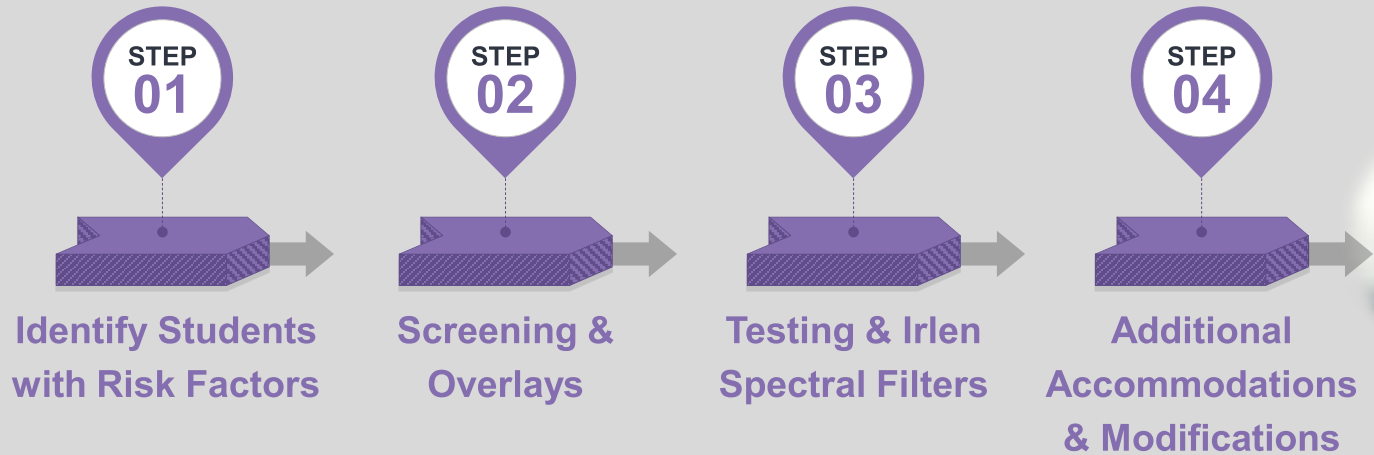 STEP
01
STEP
02
STEP
03
STEP
04
Identify Students
with Risk Factors
Screening &
Overlays
Testing & Irlen
Spectral Filters
Additional
Accommodations
& Modifications